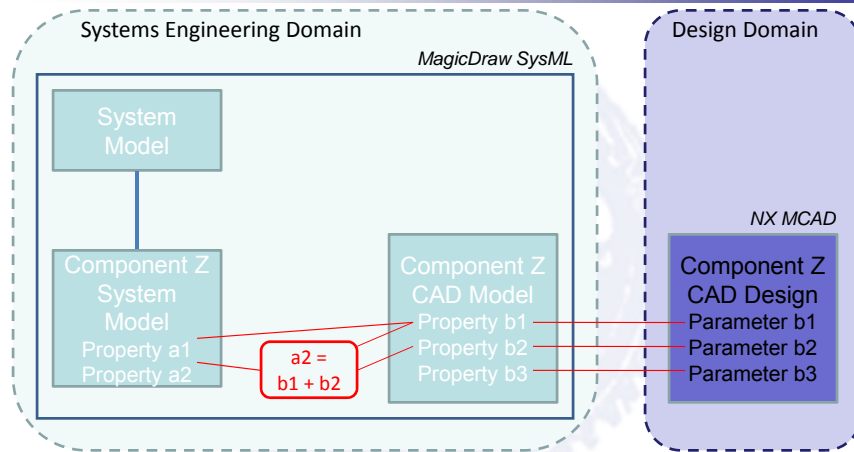 Systems Engineering Domain
Design Domain
MagicDraw SysML
System
Model
NX MCAD
Component Z
System
Model
Property a1
Property a2
a2 =
b1 + b2
Component Z
CAD Model
Property b1
Property b2
Property b3
Component Z
CAD Design
Parameter b1
Parameter b2
Parameter b3